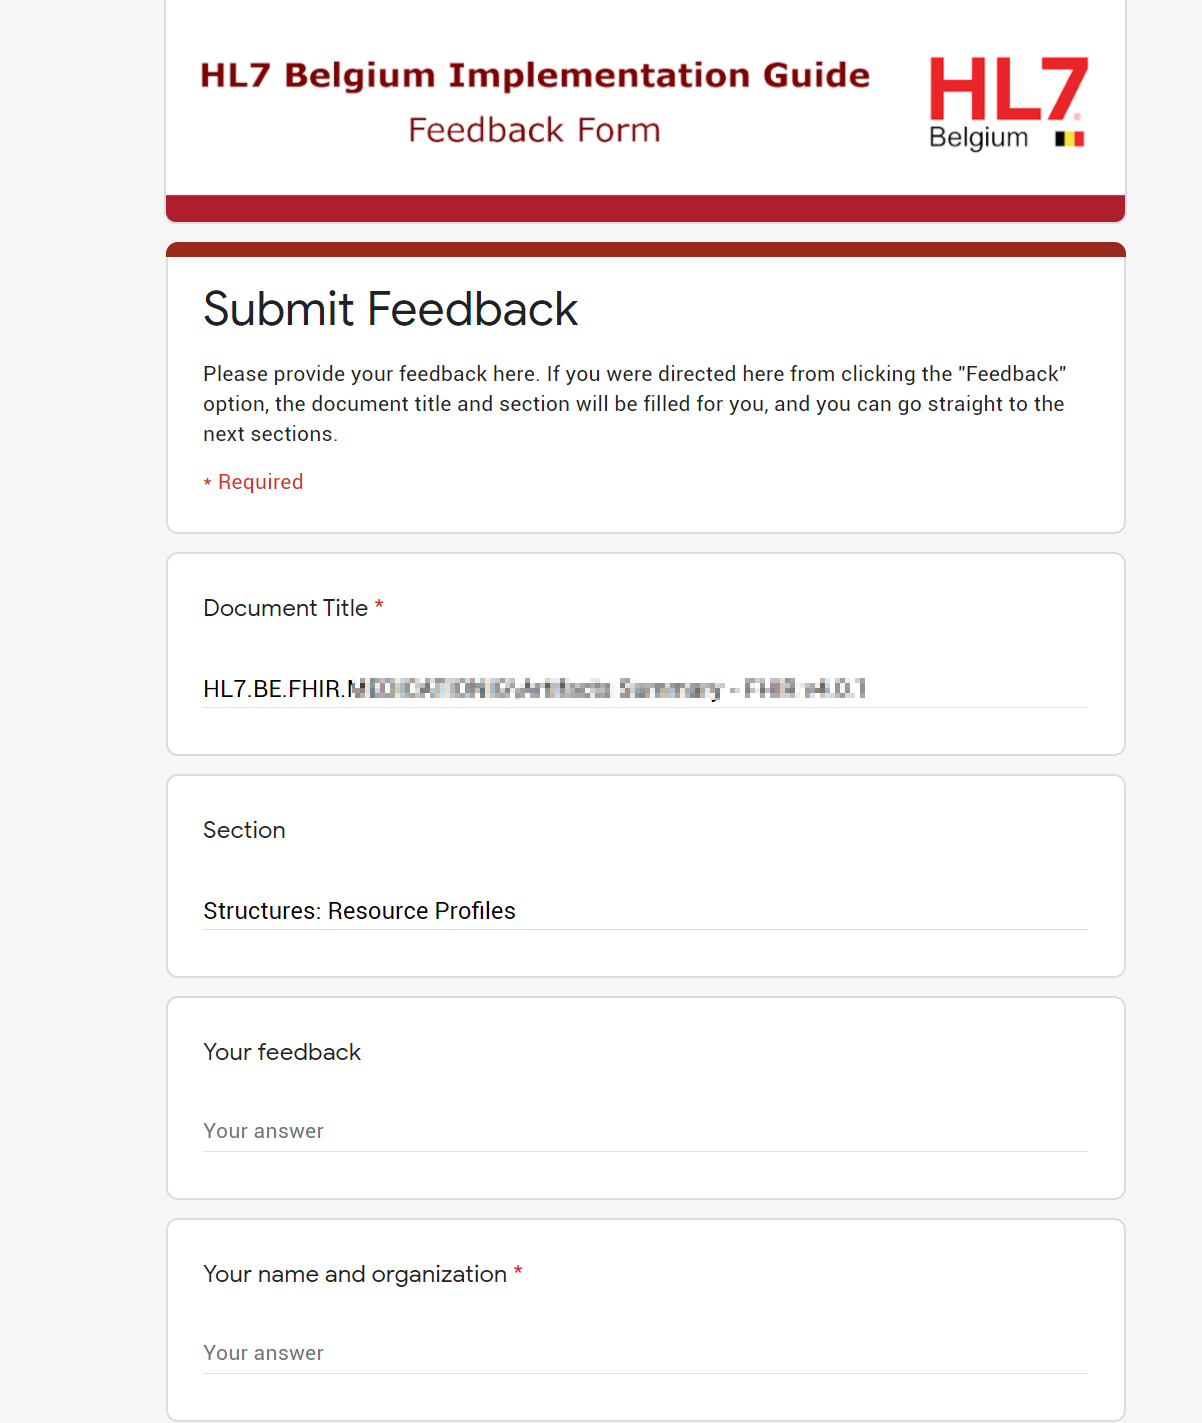 HL7 Belgium Implementation Guide
Feedback Form
HL7®
Belgium
Submit Feedback
Please provide your feedback here. If you were directed here from clicking the "Feedback"
option, the document title and section will be filled for you, and you can go straight to the
next sections.
* Required
Document Title *
HL7.BE.FHIR.
Section
Structures: Resource Profiles
Your feedback
Your answer
Your name and organization *
Your answer